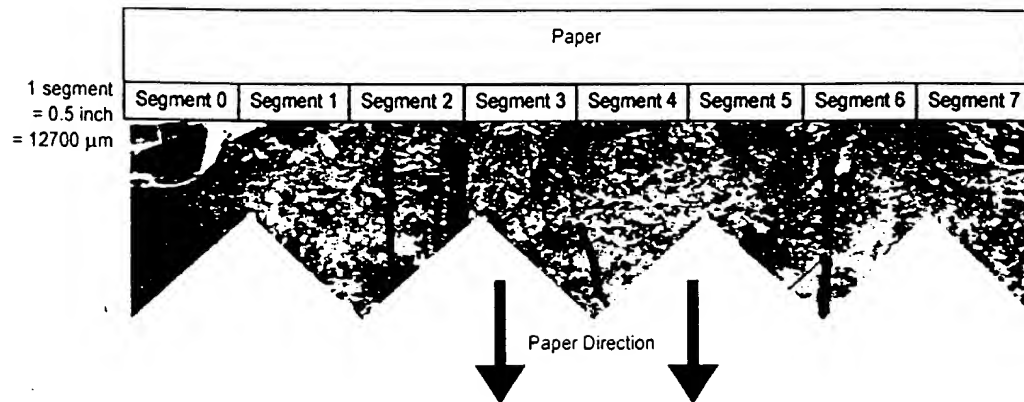 Paper
1 segment
= 0.5 inch
= 12700 µm
Segment 0
Segment 1
Segment 2
Segment 3
Segment 4
Segment 5
Segment 6
Segment 7
Paper Direction